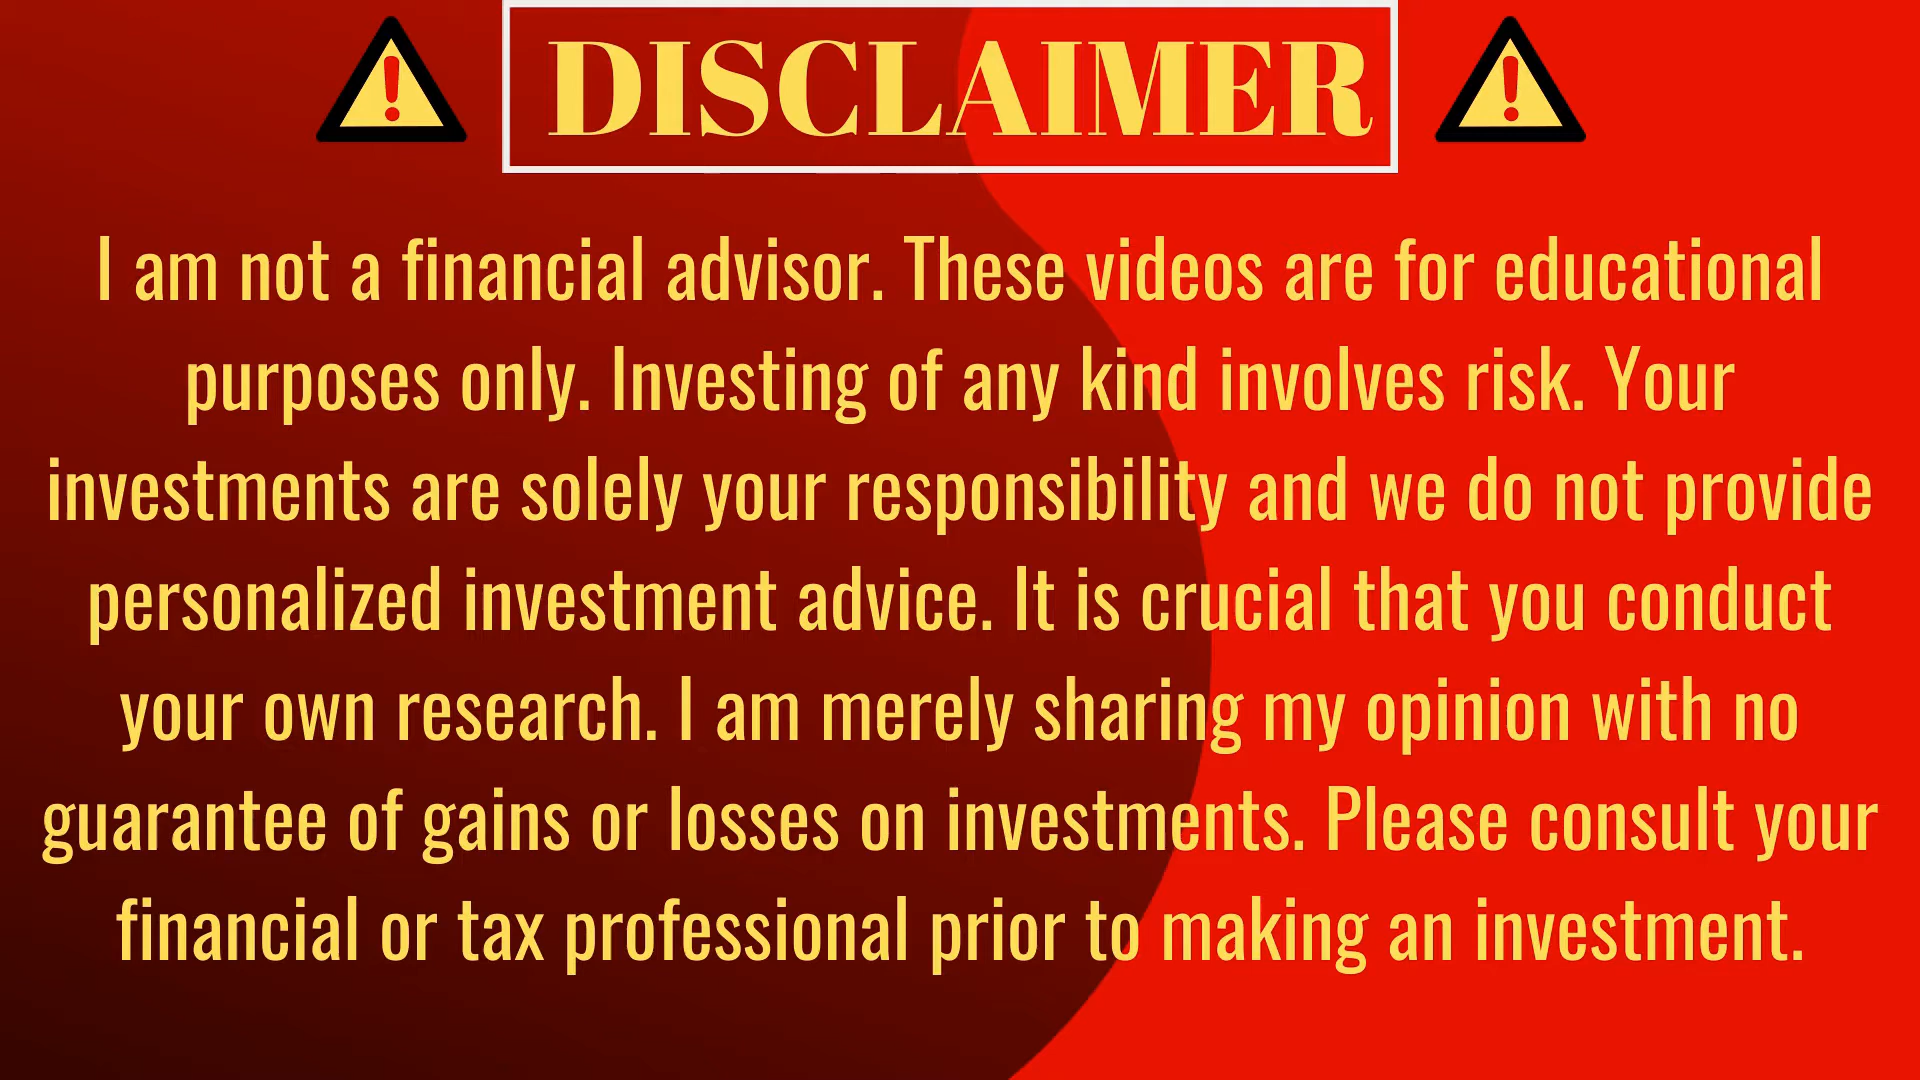 DISCLAIMER
I am not a financial advisor. These videos are for educational
purposes only. Investing of any kind involves risk. Your
investments are solely your responsibility and we do not provide
personalized investment advice. It is crucial that you conduct
your own research. I am merely sharing my opinion with no
guarantee of gains or losses on investments. Please consult your
financial or tax professional prior to making an investment.